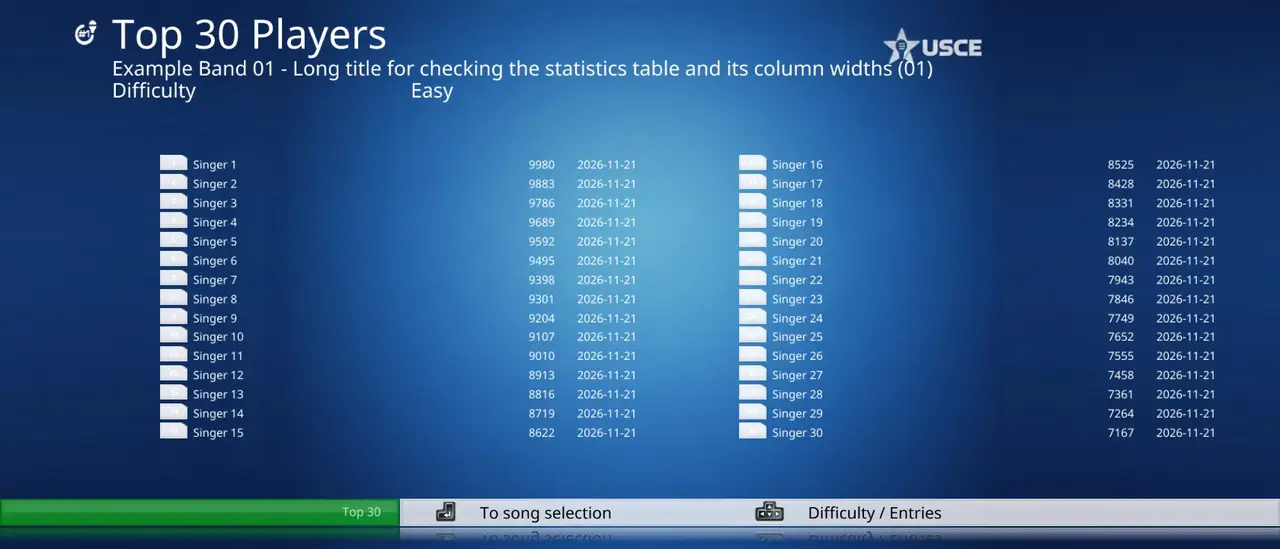 Top 30 Players
USCE
Example Band 01 - Long title for checking the statistics table and its column widths (01)
Difficulty Easy
Singer 1 9980 2026-11-21
Singer 2 9883 2026-11-21
Singer 3 9786 2026-11-21
Singer 4 9689 2026-11-21
Singer 5 9592 2026-11-21
Singer 6 9495 2026-11-21
Singer 7 9398 2026-11-21
Singer 8 9301 2026-11-21
Singer 9 9204 2026-11-21
Singer 10 9107 2026-11-21
Singer 11 9010 2026-11-21
Singer 12 8913 2026-11-21
Singer 13 8816 2026-11-21
Singer 14 8719 2026-11-21
Singer 15 8622 2026-11-21
Singer 16 8525 2026-11-21
Singer 17 8428 2026-11-21
Singer 18 8331 2026-11-21
Singer 19 8234 2026-11-21
Singer 20 8137 2026-11-21
Singer 21 8040 2026-11-21
Singer 22 7943 2026-11-21
Singer 23 7846 2026-11-21
Singer 24 7749 2026-11-21
Singer 25 7652 2026-11-21
Singer 26 7555 2026-11-21
Singer 27 7458 2026-11-21
Singer 28 7361 2026-11-21
Singer 29 7264 2026-11-21
Singer 30 7167 2026-11-21
Top 30
To song selection
Difficulty / Entries